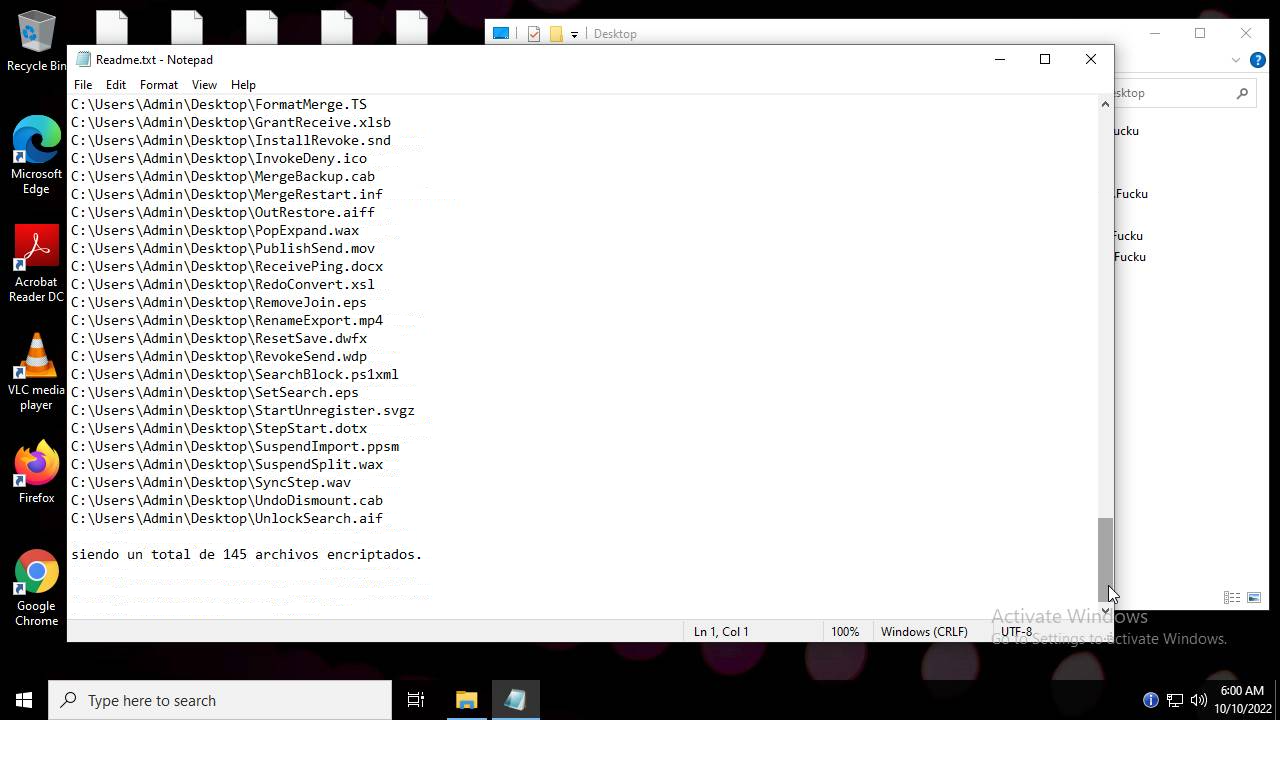 Recycle Bin
Microsoft
Edge
Acrobat
Reader DC
VLC media
player
Firefox
Google
Chrome
Desktop
Readme.txt - Notepad
File Edit Format View Help
C:\Users\Admin\Desktop\FormatMerge.TS
C:\Users\Admin\Desktop\GrantReceive.xlsb
C:\Users\Admin\Desktop\InstallRevoke.snd
C:\Users\Admin\Desktop\InvokeDeny.ico
C:\Users\Admin\Desktop\MergeBackup.cab
C:\Users\Admin\Desktop\MergeRestart.inf
C:\Users\Admin\Desktop\OutRestore.aiff
C:\Users\Admin\Desktop\PopExpand.wax
C:\Users\Admin\Desktop\PublishSend.mov
C:\Users\Admin\Desktop\ReceivePing.docx
C:\Users\Admin\Desktop\RedoConvert.xsl
C:\Users\Admin\Desktop\RemoveJoin.eps
C:\Users\Admin\Desktop\RenameExport.mp4
C:\Users\Admin\Desktop\ResetSave.dwfx
C:\Users\Admin\Desktop\RevokeSend.wdp
C:\Users\Admin\Desktop\SearchBlock.ps1xml
C:\Users\Admin\Desktop\SetSearch.eps
C:\Users\Admin\Desktop\StartUnregister.svgz
C:\Users\Admin\Desktop\StepStart.dotx
C:\Users\Admin\Desktop\SuspendImport.ppsm
C:\Users\Admin\Desktop\SuspendSplit.wax
C:\Users\Admin\Desktop\SyncStep.wav
C:\Users\Admin\Desktop\UndoDismount.cab
C:\Users\Admin\Desktop\UnlockSearch.aif
siendo un total de 145 archivos encriptados.
Ln 1, Col 1 100% Windows (CRLF) UTF-8
esktop
Fucku
.Fucku
Fucku
Fucku
Activate Windows
Go to Settings to activate Windows.
Type here to search
6:00 AM
10/10/2022